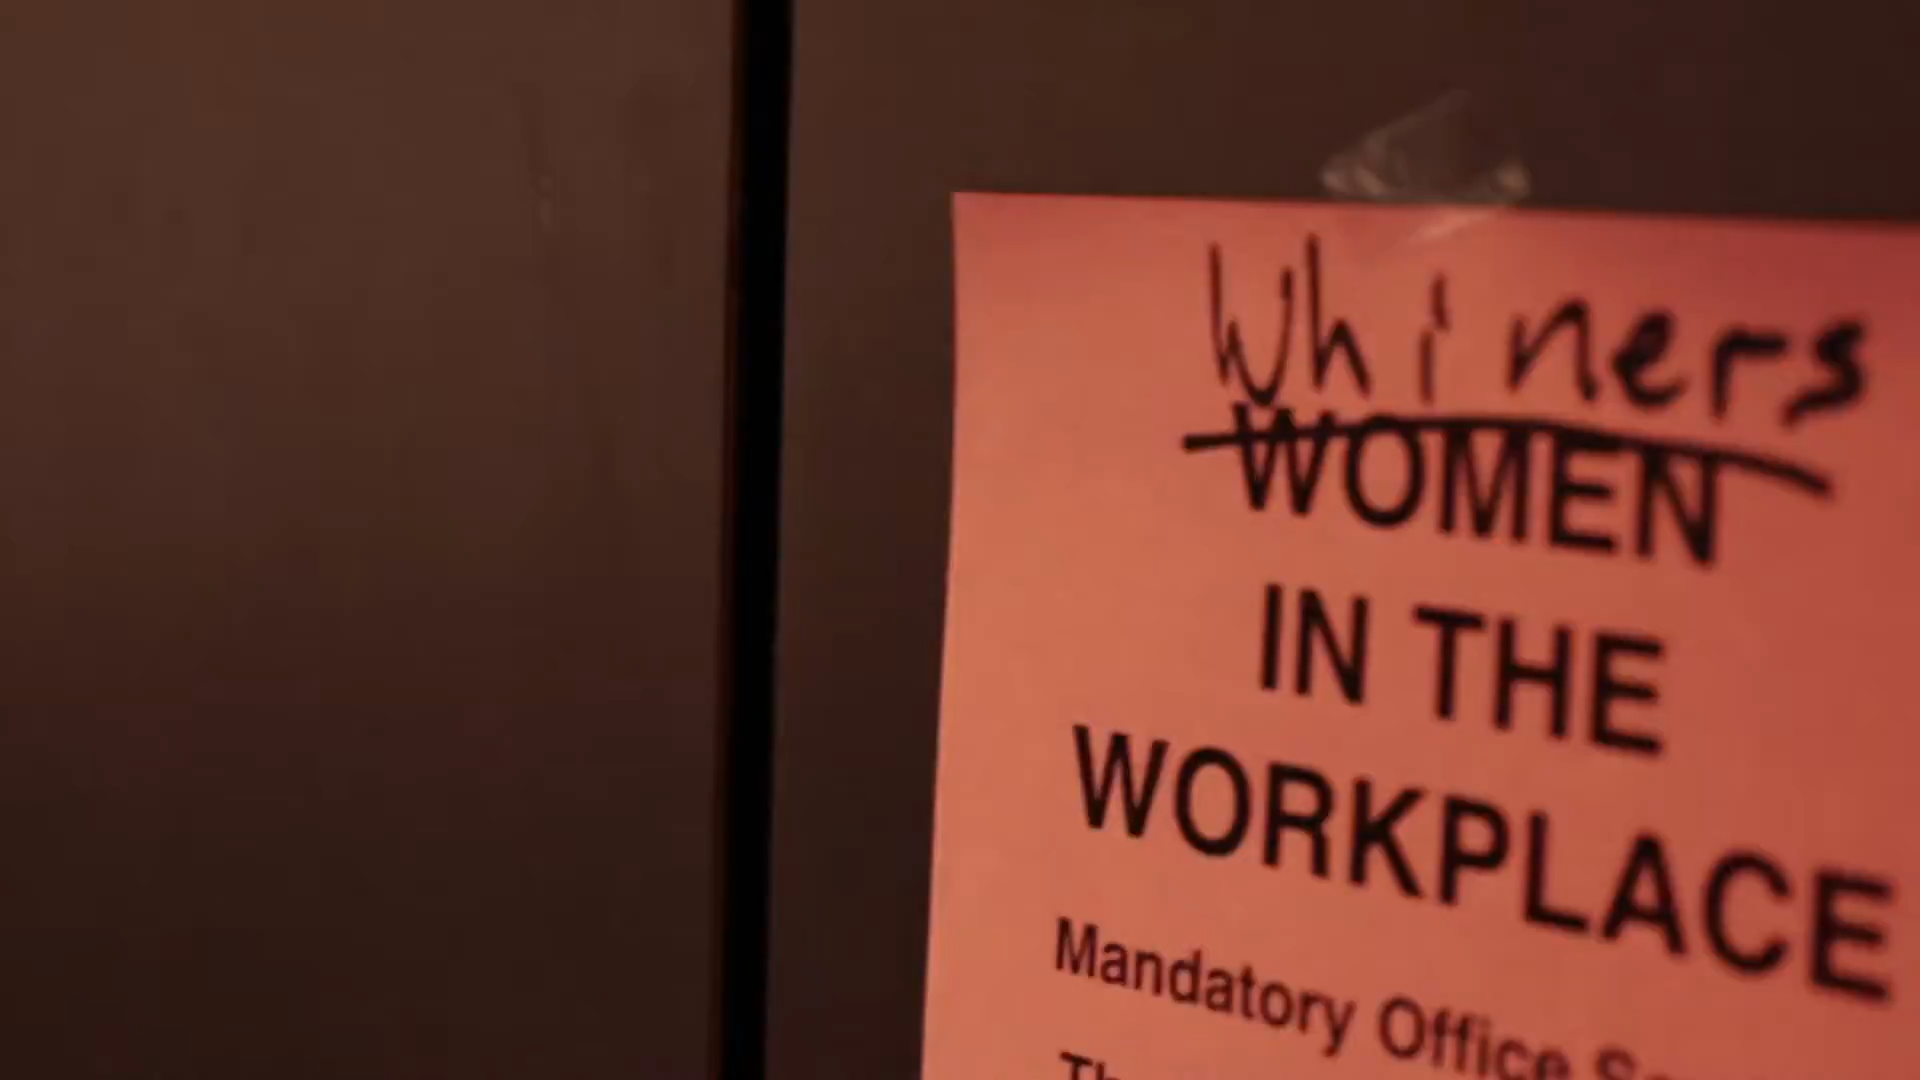 Whiners
WOMEN
IN THE
WORKPLACE
Mandatory Office